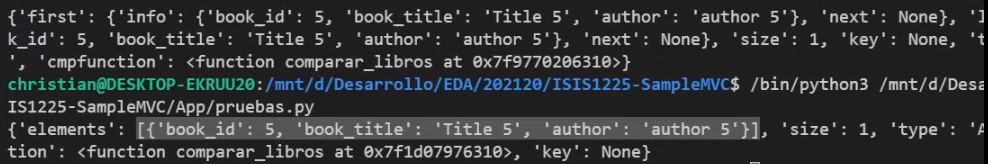 {'first': {'info': {'book_id': 5, 'book_title': 'Title 5', 'author': 'author 5'}, 'next': None}, '
k_id': 5, 'book_title': 'Title 5', 'author': 'author 5'}, 'next': None}, 'size': 1, 'key': None, 't
', 'cmpfunction': <function comparar_libros at 0x7f9770206310>}
christian@DESKTOP-EKRUU20:/mnt/d/Desarrollo/EDA/202120/ISIS1225-SampleMVC$ /bin/python3 /mnt/d/Desa
IS1225-SampleMVC/App/pruebas.py
{'elements': [{'book_id': 5, 'book_title': 'Title 5', 'author': 'author 5'}], 'size': 1, 'type': 'A
tion': <function comparar_libros at 0x7f1d07976310>, 'key': None}